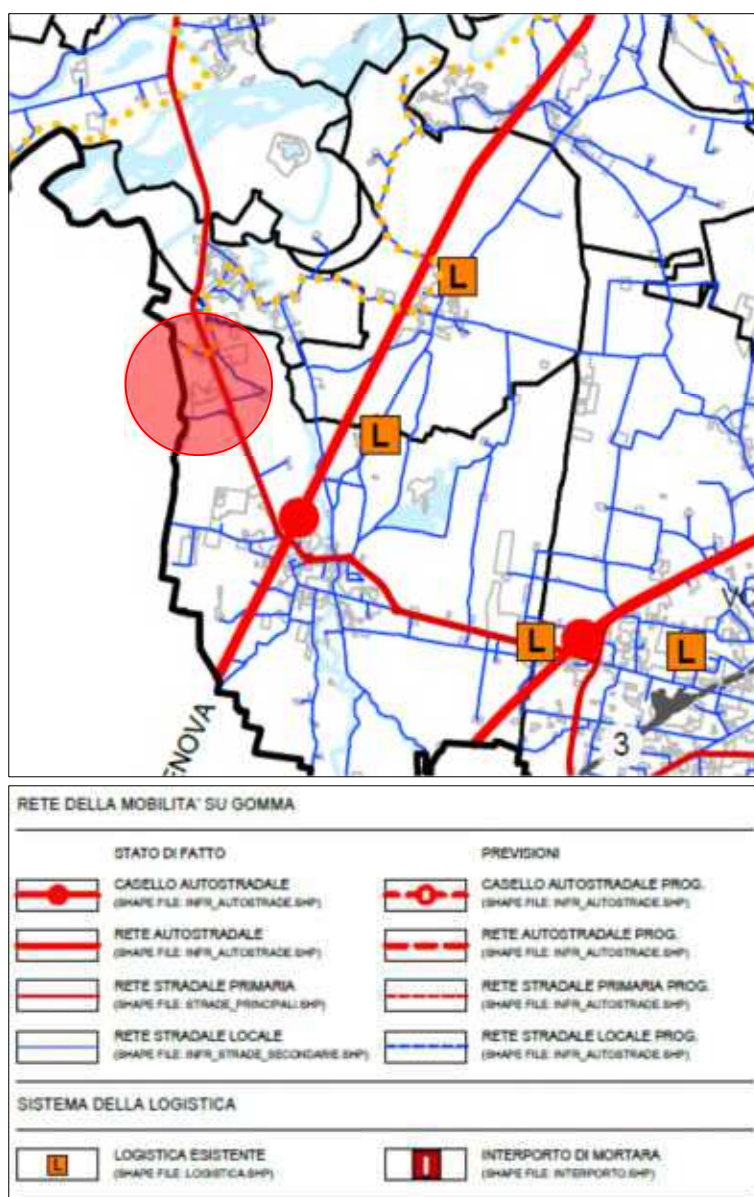 L
L
L
L
VO
ENOVA
3
RETE DELLA MOBILITA' SU GOMMA
STATO DI FATTO
PREVISIONI
CASELLO AUTOSTRADALE
(SHAPE FILE: INFR_AUTOSTRADE.SHP)
CASELLO AUTOSTRADALE PROG.
(SHAPE FILE: INFR_AUTOSTRADE.SHP)
RETE AUTOSTRADALE
(SHAPE FILE: INFR_AUTOSTRADE.SHP)
RETE AUTOSTRADALE PROG.
(SHAPE FILE: INFR_AUTOSTRADE.SHP)
RETE STRADALE PRIMARIA
(SHAPE FILE: STRADE_PRINCIPALI.SHP)
RETE STRADALE PRIMARIA PROG.
(SHAPE FILE: INFR_AUTOSTRADE.SHP)
RETE STRADALE LOCALE
(SHAPE FILE: INFR_STRADE_SECONDARIE.SHP)
RETE STRADALE LOCALE PROG.
(SHAPE FILE: INFR_AUTOSTRADE.SHP)
SISTEMA DELLA LOGISTICA
L
LOGISTICA ESISTENTE
(SHAPE FILE: LOGISTICA.SHP)
I
INTERPORTO DI MORTARA
(SHAPE FILE: INTERPORTO.SHP)